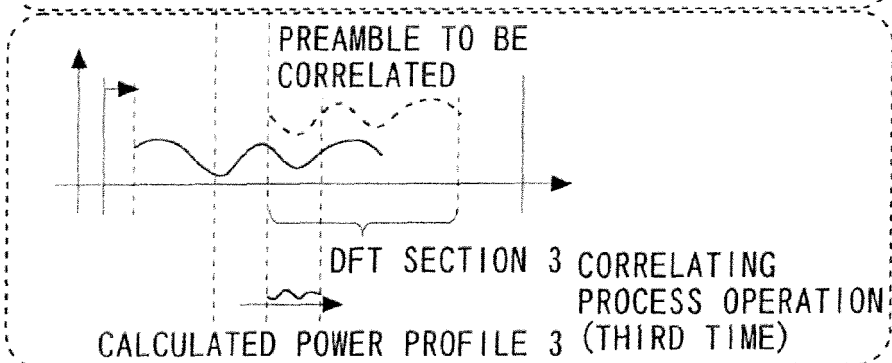 PREAMBLE TO BE
CORRELATED
DFT SECTION 3
CORRELATING
PROCESS OPERATION
(THIRD TIME)
CALCULATED POWER PROFILE 3